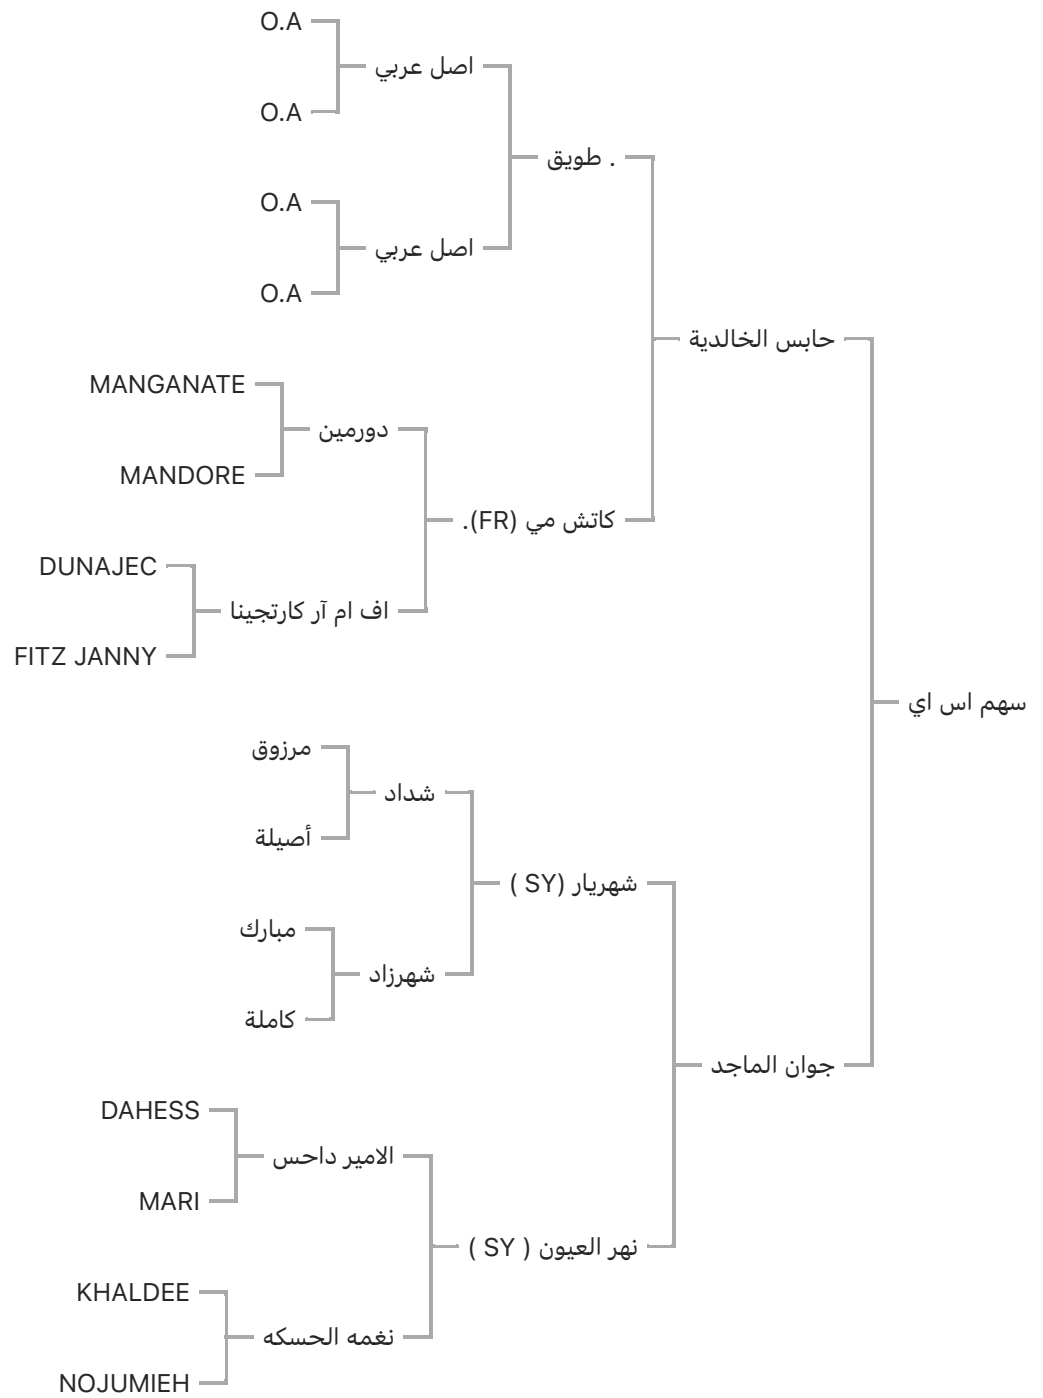 O.A
اصل عربي
O.A
. طويق
O.A
اصل عربي
O.A
حابس الخالدية
MANGANATE
دورمين
MANDORE
كاتش مي (FR).
DUNAJEC
اف ام آر كارتجينا
FITZ JANNY
سهم اس اي
مرزوق
شداد
أصيلة
شهريار (SY )
مبارك
شهرزاد
كاملة
جوان الماجد
DAHESS
الامير داحس
MARI
نهر العيون ( SY )
KHALDEE
نغمه الحسكه
NOJUMIEH